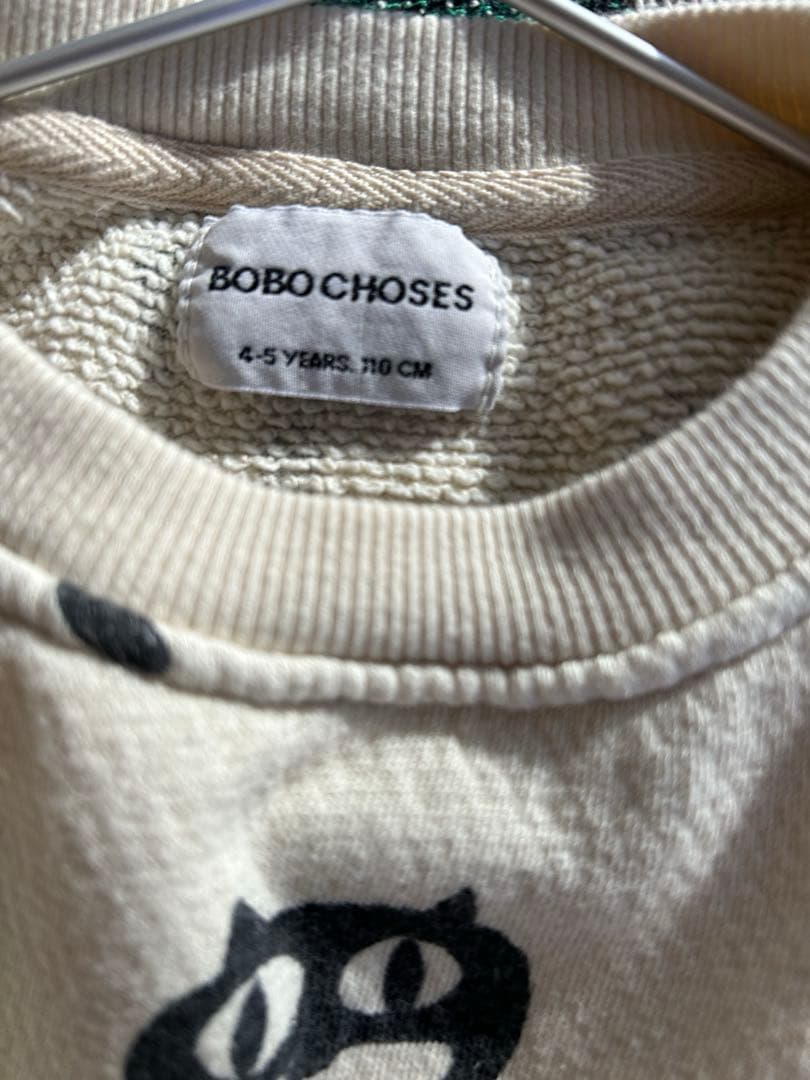 BOBO CHOSES
4-5 YEARS. 110 CM